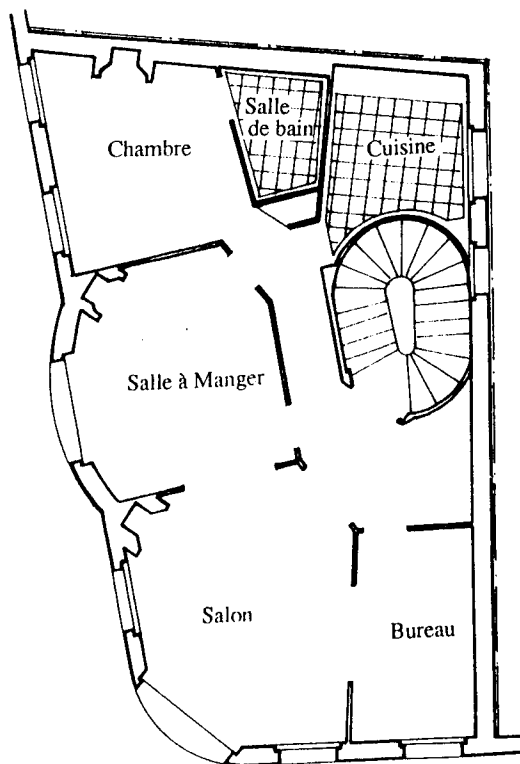 Salle
de bain
Chambre
Cuisine
Salle à Manger
Salon
Bureau